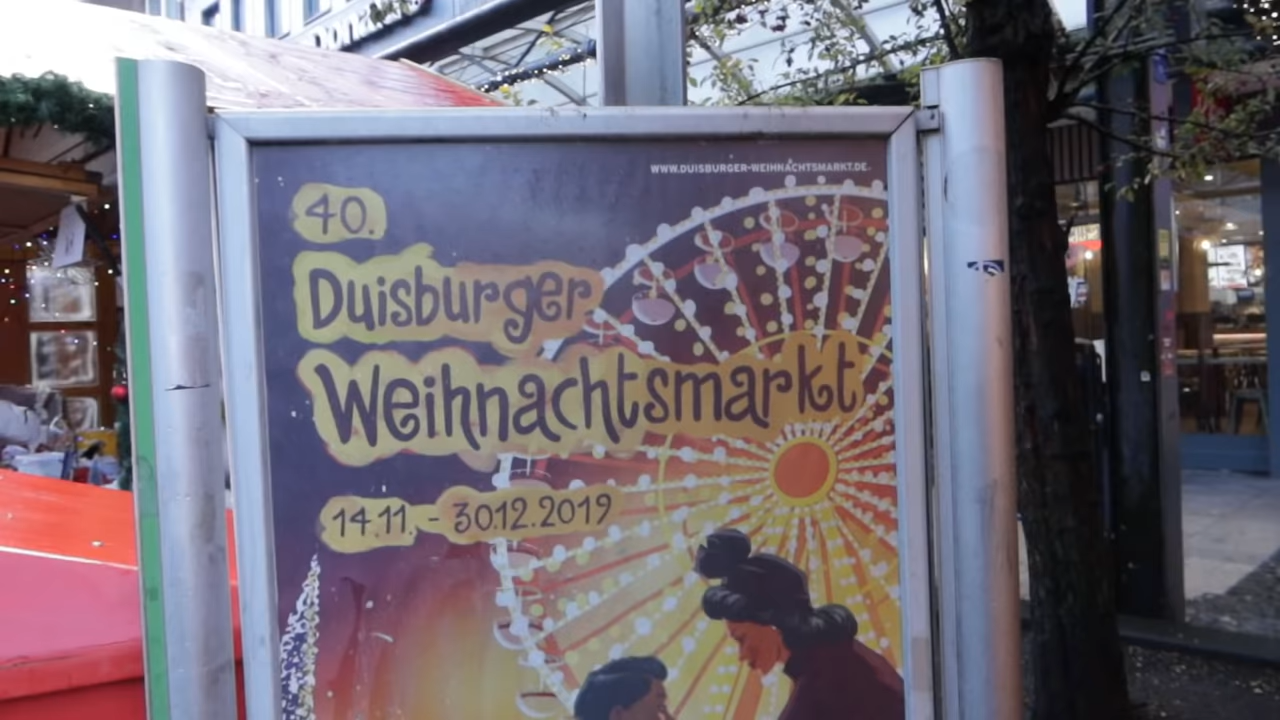 WWW.DUISBURGER-WEIHNACHTSMARKT.DE
40.
Duisburger
Weihnachtsmarkt
14.11. - 30.12.2019